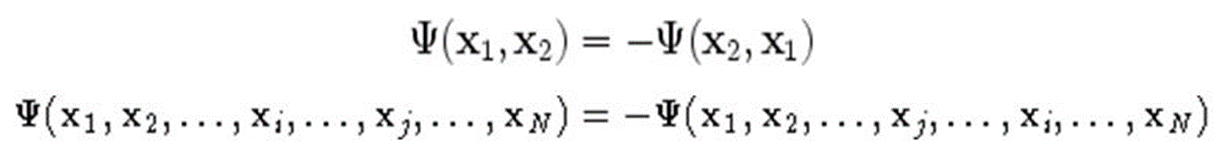 Ψ(x₁, x₂) = −Ψ(x₂, x₁)
Ψ(x₁, x₂, . . . , xᵢ, . . . , xⱼ, . . . , x_N) = −Ψ(x₁, x₂, . . . , xⱼ, . . . , xᵢ, . . . , x_N)